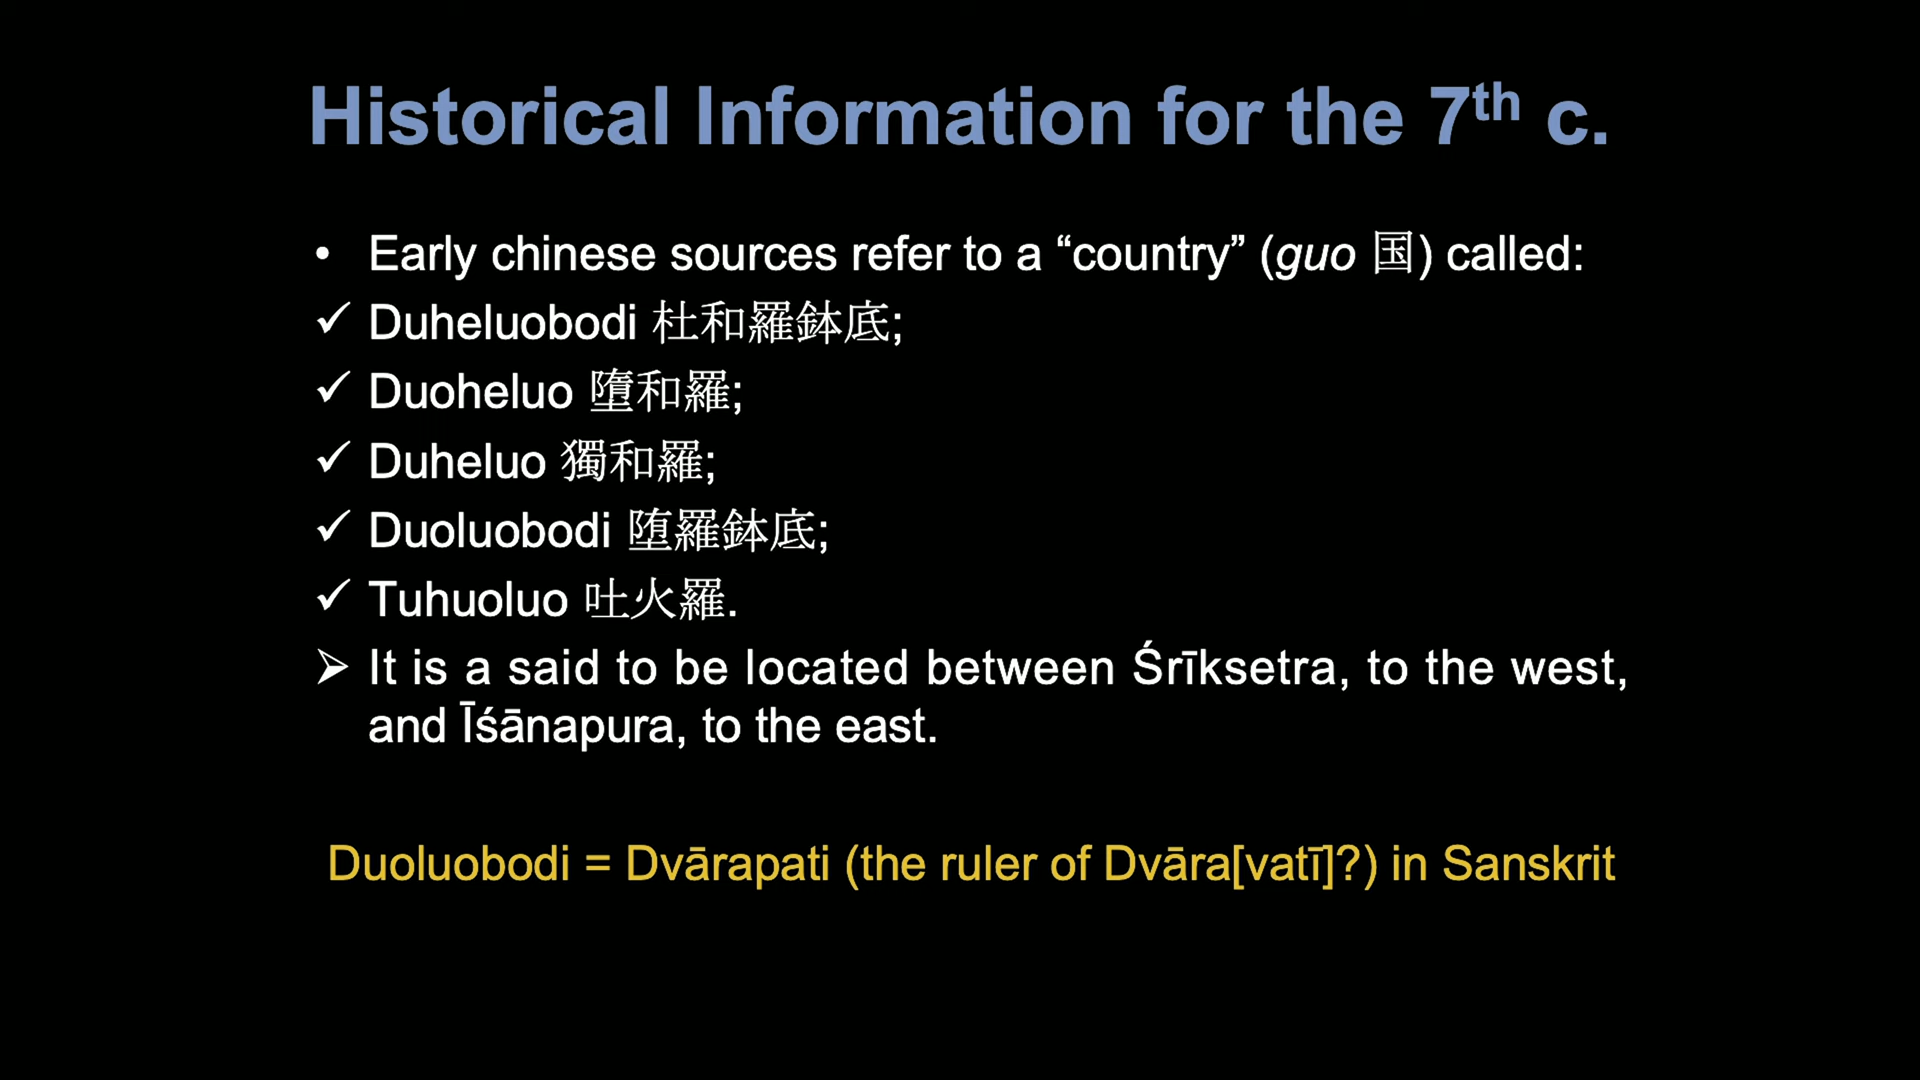 Historical Information for the 7th c.
• Early chinese sources refer to a “country” (guo 国) called:
✓ Duheluobodi 杜和羅鉢底;
✓ Duoheluo 墮和羅;
✓ Duheluo 獨和羅;
✓ Duoluobodi 堕羅鉢底;
✓ Tuhuoluo 吐火羅.
➢ It is a said to be located between Śrīksetra, to the west,
and Īśānapura, to the east.
Duoluobodi = Dvārapati (the ruler of Dvāra[vatī]?) in Sanskrit